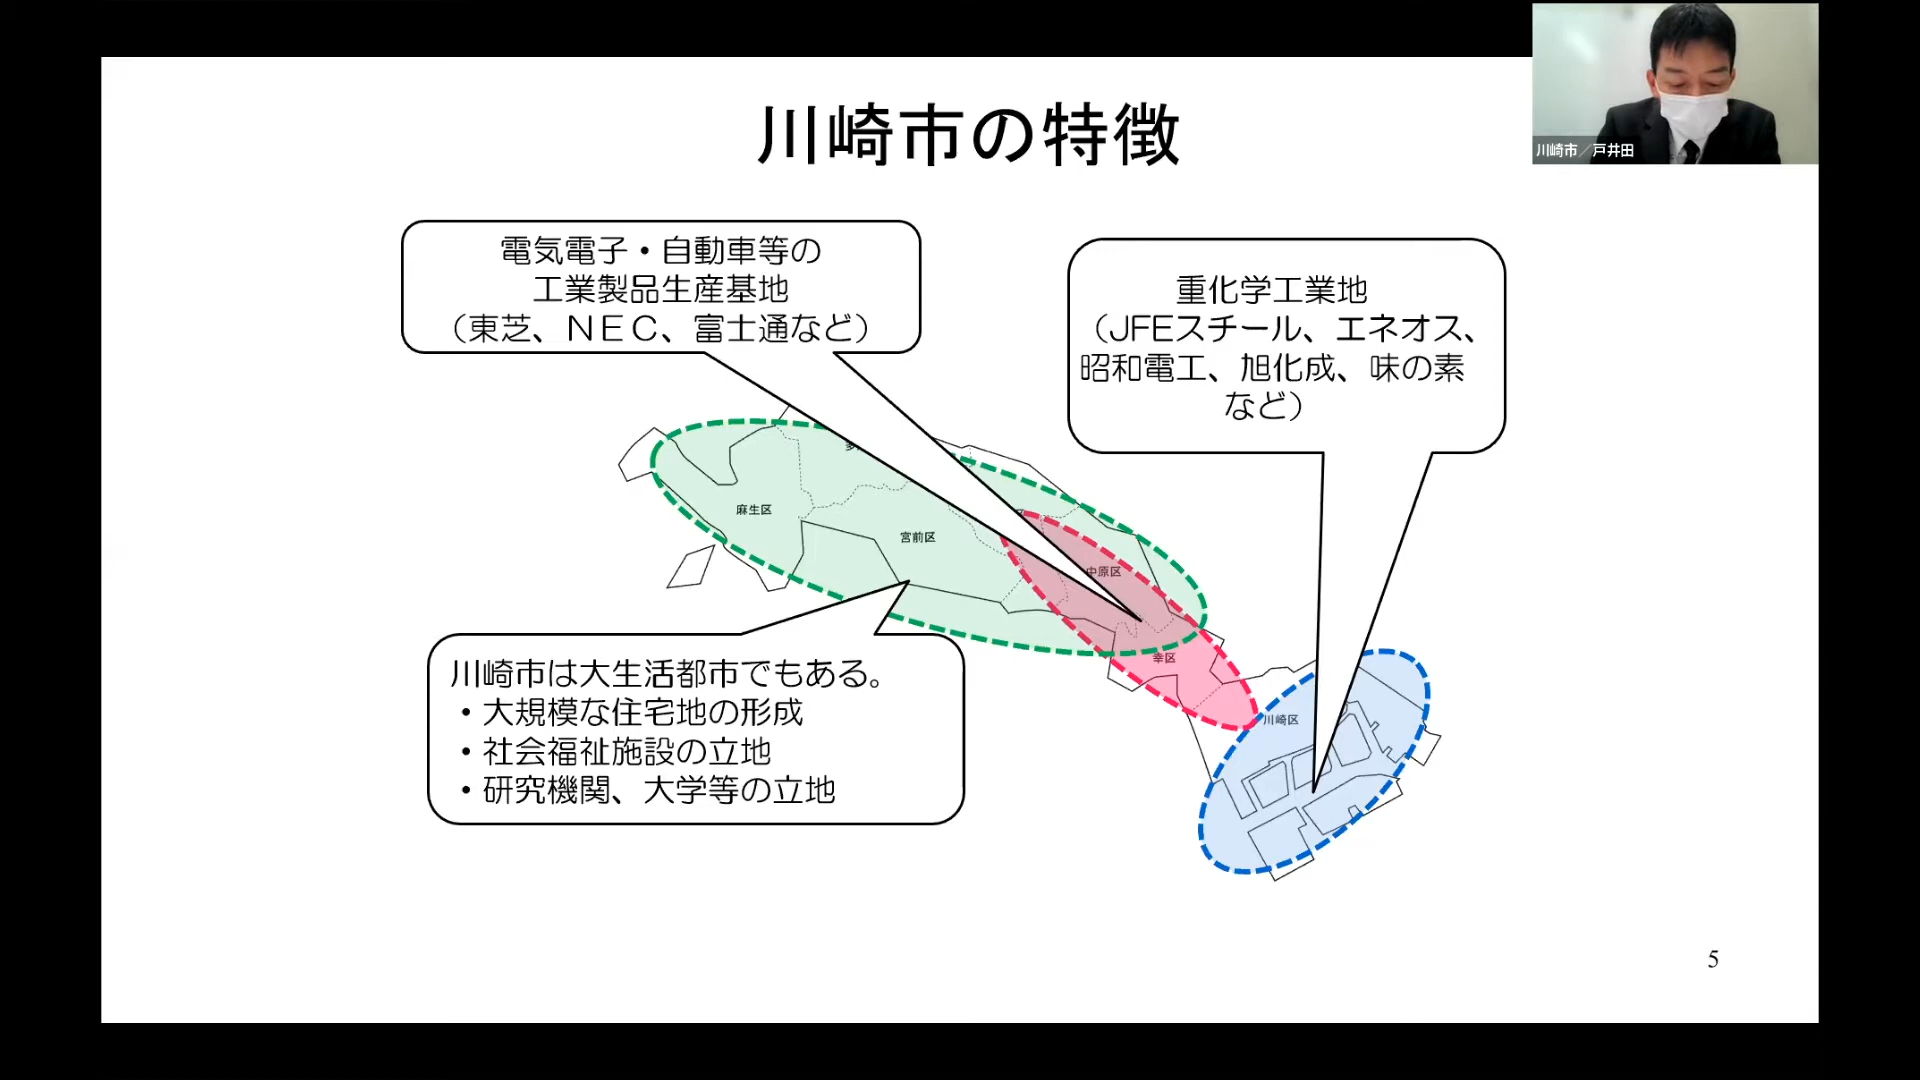 川崎市の特徴
川崎市／戸井田
電気電子・自動車等の
工業製品生産基地
（東芝、ＮＥＣ、富士通など）
重化学工業地
（JFEスチール、エネオス、
昭和電工、旭化成、味の素
など）
麻生区
宮前区
中原区
幸区
川崎区
川崎市は大生活都市でもある。
・大規模な住宅地の形成
・社会福祉施設の立地
・研究機関、大学等の立地
5